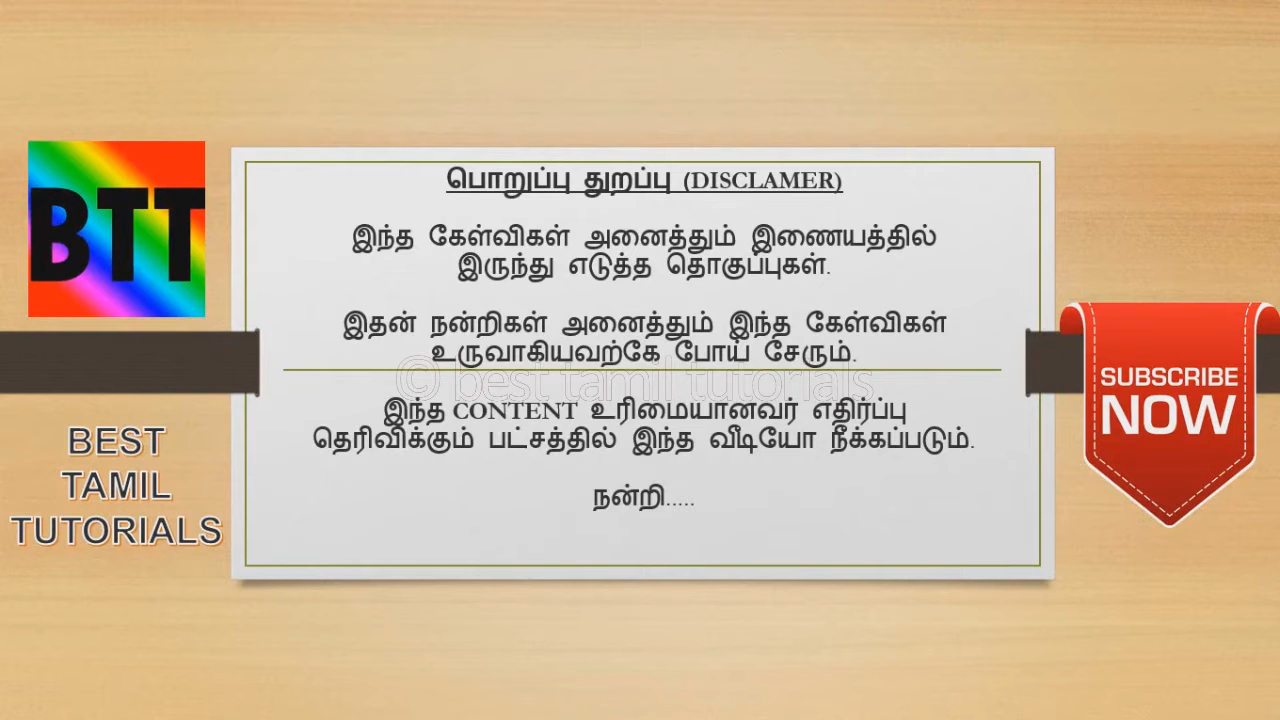 BTT
BEST
TAMIL
TUTORIALS
பொறுப்பு துறப்பு (DISCLAMER)
இந்த கேள்விகள் அனைத்தும் இணையத்தில்
இருந்து எடுத்த தொகுப்புகள்.
இதன் நன்றிகள் அனைத்தும் இந்த கேள்விகள்
உருவாகியவற்கே போய் சேரும்.
© best tamil tutorials
இந்த CONTENT உரிமையானவர் எதிர்ப்பு
தெரிவிக்கும் பட்சத்தில் இந்த வீடியோ நீக்கப்படும்.
நன்றி.....
SUBSCRIBE
NOW